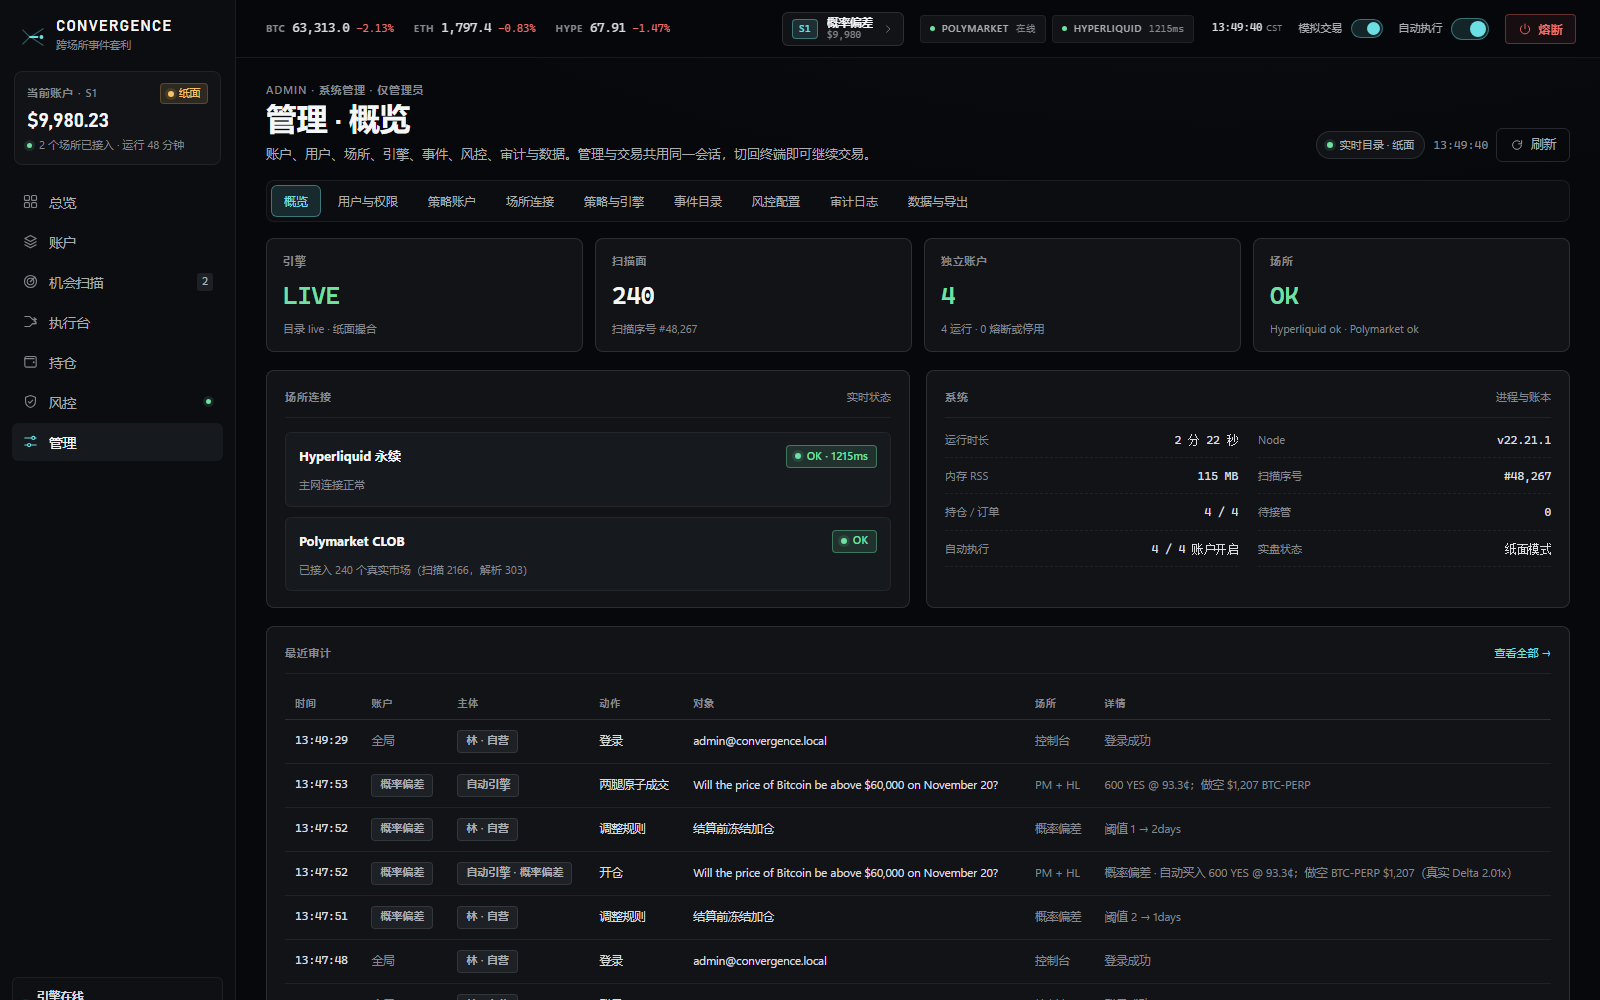 CONVERGENCE
跨场所事件套利
BTC 63,313.0 −2.13% ETH 1,797.4 −0.83% HYPE 67.91 −1.47%
S1 概率偏差 $9,980
POLYMARKET 在线
HYPERLIQUID 1215ms
13:49:40 CST
模拟交易
自动执行
熔断
当前账户 · S1 纸面
$9,980.23
2 个场所已接入 · 运行 48 分钟
总览
账户
机会扫描 2
执行台
持仓
风控
管理
引擎在线
ADMIN · 系统管理 · 仅管理员
管理 · 概览
账户、用户、场所、引擎、事件、风控、审计与数据。管理与交易共用同一会话，切回终端即可继续交易。
实时目录 · 纸面 13:49:40 刷新
概览 用户与权限 策略账户 场所连接 策略与引擎 事件目录 风控配置 审计日志 数据与导出
引擎
LIVE
目录 live · 纸面撮合
扫描面
240
扫描序号 #48,267
独立账户
4
4 运行 · 0 熔断或停用
场所
OK
Hyperliquid ok · Polymarket ok
场所连接 实时状态
Hyperliquid 永续 OK · 1215ms
主网连接正常
Polymarket CLOB OK
已接入 240 个真实市场（扫描 2166，解析 303）
系统 进程与账本
运行时长 2 分 22 秒 Node v22.21.1
内存 RSS 115 MB 扫描序号 #48,267
持仓 / 订单 4 / 4 待接管 0
自动执行 4 / 4 账户开启 实盘状态 纸面模式
最近审计 查看全部 →
时间 账户 主体 动作 对象 场所 详情
13:49:29 全局 林 · 自营 登录 admin@convergence.local 控制台 登录成功
13:47:53 概率偏差 自动引擎 两腿原子成交 Will the price of Bitcoin be above $60,000 on November 20? PM + HL 600 YES @ 93.3¢；做空 $1,207 BTC-PERP
13:47:52 概率偏差 林 · 自营 调整规则 结算前冻结加仓 概率偏差 阈值 1 → 2days
13:47:52 概率偏差 自动引擎 · 概率偏差 开仓 Will the price of Bitcoin be above $60,000 on November 20? PM + HL 概率偏差 · 自动买入 600 YES @ 93.3¢；做空 BTC-PERP $1,207（真实 Delta 2.01x）
13:47:51 概率偏差 林 · 自营 调整规则 结算前冻结加仓 概率偏差 阈值 2 → 1days
13:47:48 全局 林 · 自营 登录 admin@convergence.local 控制台 登录成功